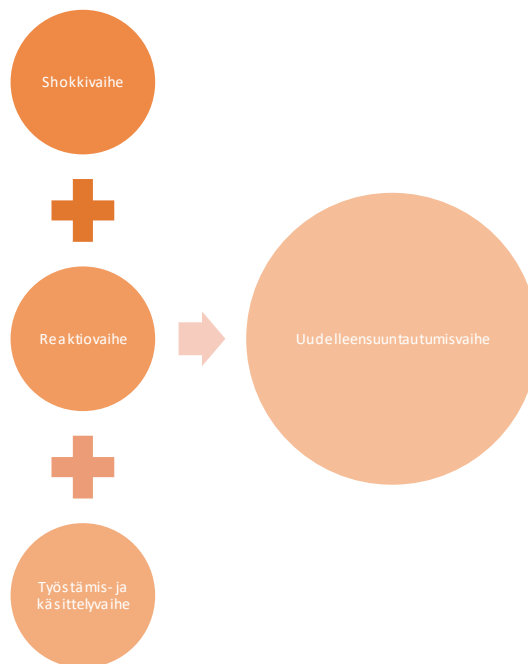 Shokkivaihe
Reaktiovaihe
Työstämis- ja
käsittelyvaihe
Uudelleensuuntautumisvaihe